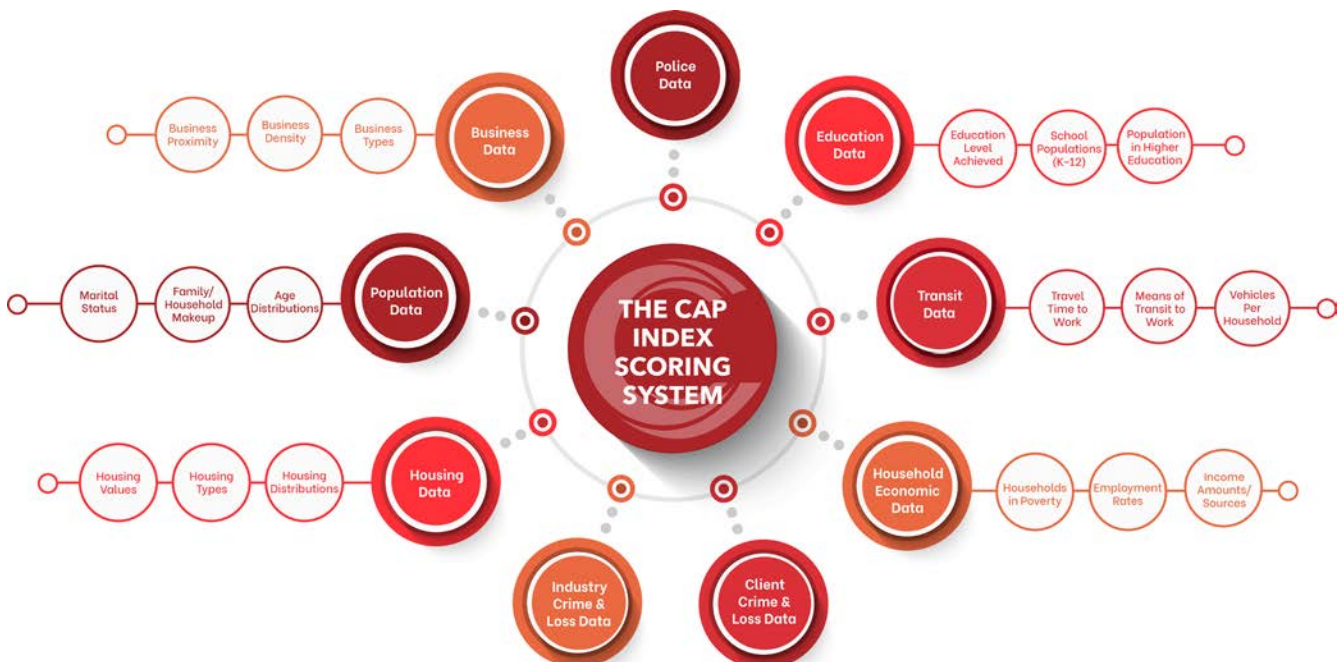 Police
Data
Business
Proximity
Business
Density
Business
Types
Business
Data
Education
Data
Education
Level
Achieved
School
Populations
(K-12)
Population
in Higher
Education
Marital
Status
Family/
Household
Makeup
Age
Distributions
Population
Data
THE CAP
INDEX
SCORING
SYSTEM
Transit
Data
Travel
Time to
Work
Means of
Transit to
Work
Vehicles
Per
Household
Housing
Values
Housing
Types
Housing
Distributions
Housing
Data
Household
Economic
Data
Households
in Poverty
Employment
Rates
Income
Amounts/
Sources
Industry
Crime &
Loss Data
Client
Crime &
Loss Data